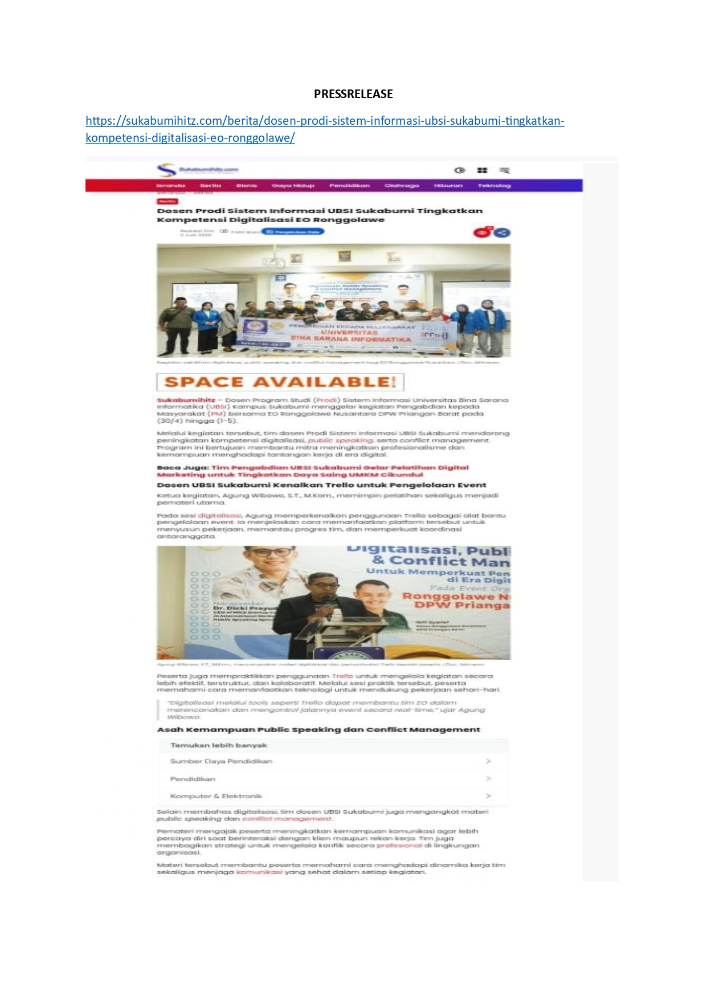 PRESSRELEASE
https://sukabumihitz.com/berita/dosen-prodi-sistem-informasi-ubsi-sukabumi-tingkatkan-
kompetensi-digitalisasi-eo-ronggolawe/
Sukabumihitz.com
Beranda Berita Bisnis Gaya Hidup Pendidikan Olahraga Hiburan Teknolog
Beranda Berita
Berita
Dosen Prodi Sistem Informasi UBSI Sukabumi Tingkatkan
Kompetensi Digitalisasi EO Ronggolawe
Digitalisasi, Public Speaking
& Conflict Management
PENGABDIAN KEPADA MASYARAKAT
UNIVERSITAS
BINA SARANA INFORMATIKA
Kegiatan pelatihan digitalisasi, public speaking, dan conflict management bagi EO Ronggolawe Nusantara. | Doc. Istimewa
SPACE AVAILABLE
Sukabumihitz – Dosen Program Studi (Prodi) Sistem Informasi Universitas Bina Sarana
Informatika (UBSI) Kampus Sukabumi menggelar kegiatan Pengabdian kepada
Masyarakat (PM) bersama EO Ronggolawe Nusantara DPW Priangan Barat pada
(30/4) hingga (1-5).
Melalui kegiatan tersebut, tim dosen Prodi Sistem Informasi UBSI Sukabumi mendorong
peningkatan kompetensi digitalisasi, public speaking, serta conflict management.
Program ini bertujuan membantu mitra meningkatkan profesionalisme dan
kemampuan menghadapi tantangan kerja di era digital.
Baca Juga: Tim Pengabdian UBSI Sukabumi Gelar Pelatihan Digital
Marketing untuk Tingkatkan Daya Saing UMKM Cikundul
Dosen UBSI Sukabumi Kenalkan Trello untuk Pengelolaan Event
Ketua kegiatan, Agung Wibowo, S.T., M.Kom., memimpin pelatihan sekaligus menjadi
pemateri utama.
Pada sesi digitalisasi, Agung memperkenalkan penggunaan Trello sebagai alat bantu
pengelolaan event. Ia menjelaskan cara memanfaatkan platform tersebut untuk
menyusun pekerjaan, memantau progres tim, dan memperkuat koordinasi
antaranggota.
Digitalisasi, Publi
& Conflict Man
Untuk Memperkuat Pen
di Era Digit
Pada Event Org
Ronggolawe N
DPW Prianga
Narasumber
Dr. Dicki Prayud
Agung Wibowo, S.T., M.Kom., menyampaikan materi digitalisasi dan pemanfaatan Trello kepada peserta. | Doc. Istimewa
Peserta juga mempraktikkan penggunaan Trello untuk mengelola kegiatan secara
lebih efektif, terstruktur, dan kolaboratif. Melalui sesi praktik tersebut, peserta
memahami cara memanfaatkan teknologi untuk mendukung pekerjaan sehari-hari.
"Digitalisasi melalui tools seperti Trello dapat membantu tim EO dalam
merencanakan dan mengontrol jalannya event secara real-time," ujar Agung
Wibowo.
Asah Kemampuan Public Speaking dan Conflict Management
Temukan lebih banyak
Sumber Daya Pendidikan
Pendidikan
Komputer & Elektronik
Selain membahas digitalisasi, tim dosen UBSI Sukabumi juga mengangkat materi
public speaking dan conflict management.
Pemateri mengajak peserta meningkatkan kemampuan komunikasi agar lebih
percaya diri saat berinteraksi dengan klien maupun rekan kerja. Tim juga
membagikan strategi untuk mengelola konflik secara profesional di lingkungan
organisasi.
Materi tersebut membantu peserta memahami cara menghadapi dinamika kerja tim
sekaligus menjaga komunikasi yang sehat dalam setiap kegiatan.